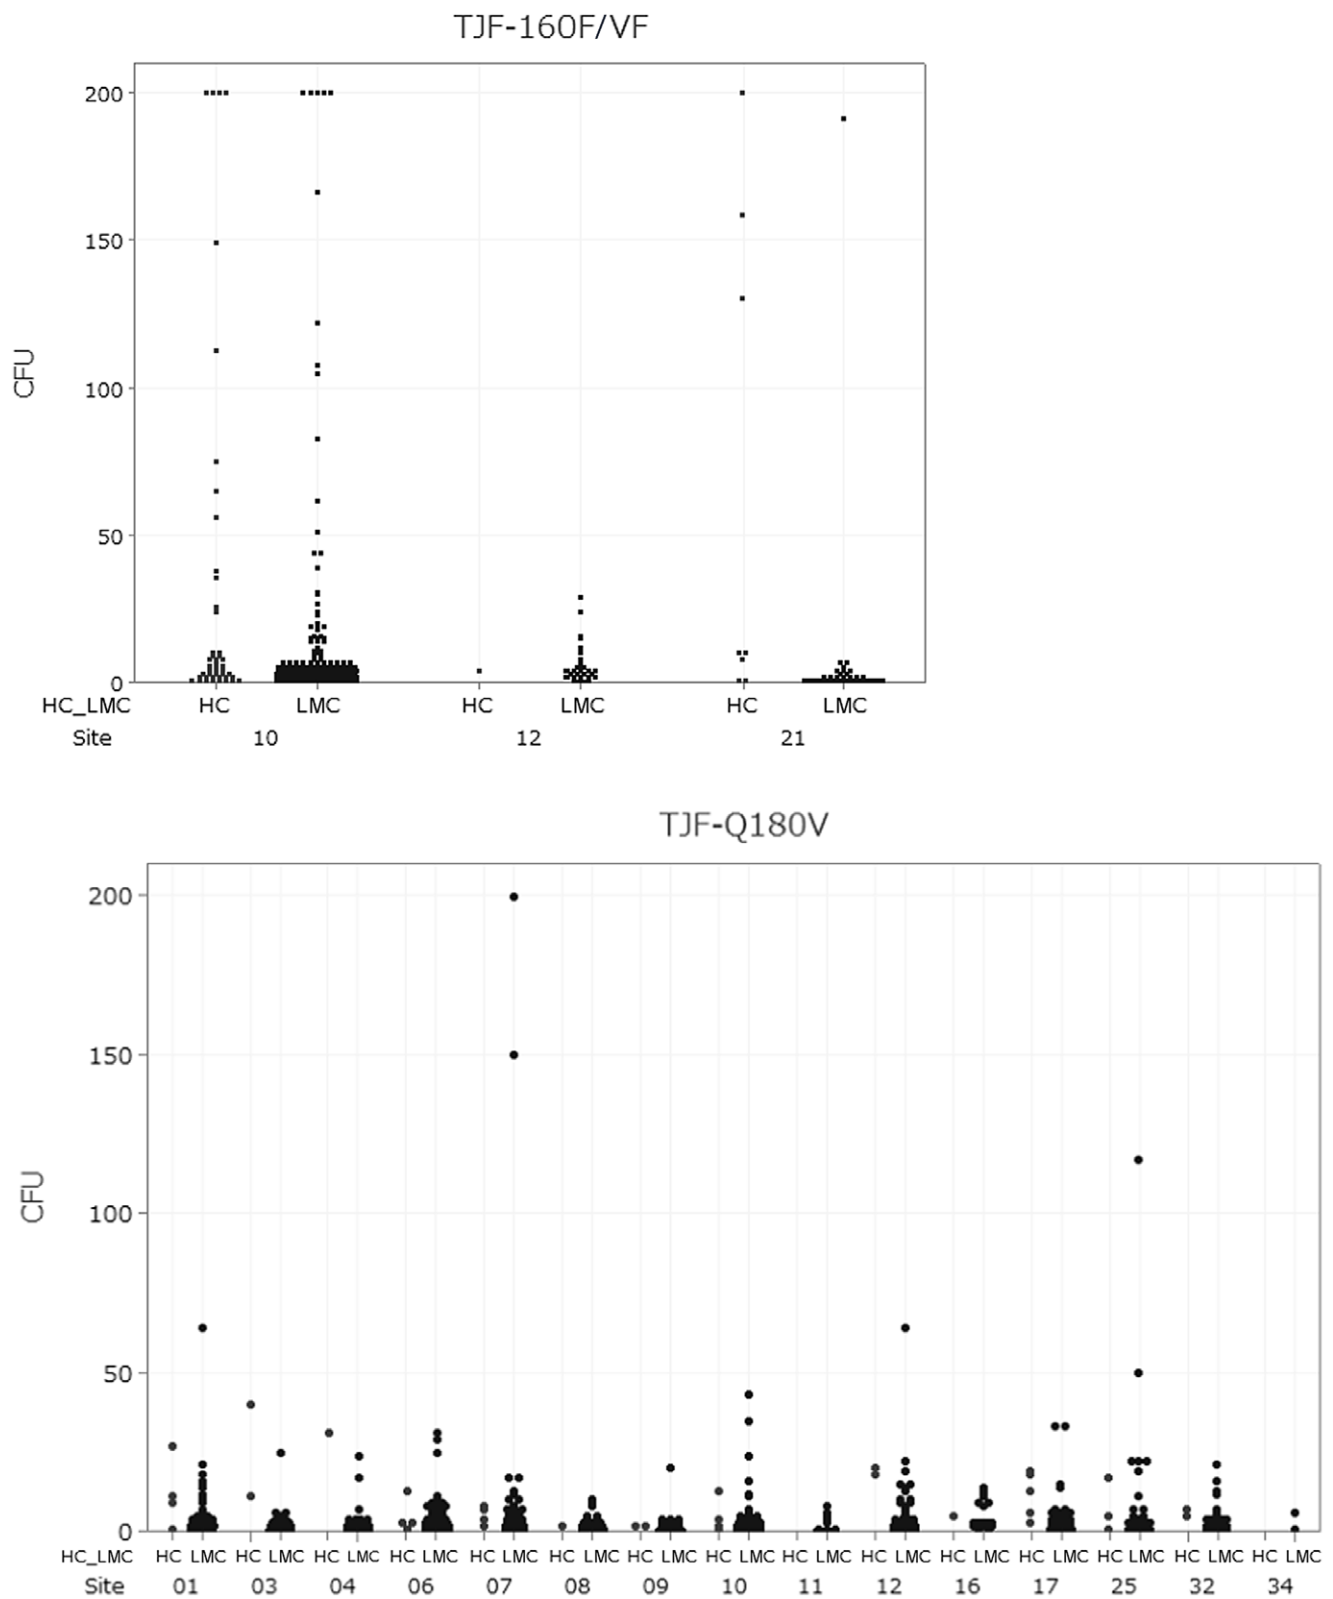 TJF-160F/VF
200
150
100
50
0
CFU
HC_LMC HC LMC HC LMC HC LMC
Site 10 12 21
TJF-Q180V
200
150
100
50
0
CFU
HC_LMC HC LMC HC LMC HC LMC HC LMC HC LMC HC LMC HC LMC HC LMC HC LMC HC LMC HC LMC HC LMC HC LMC HC LMC HC LMC
Site 01 03 04 06 07 08 09 10 11 12 16 17 25 32 34